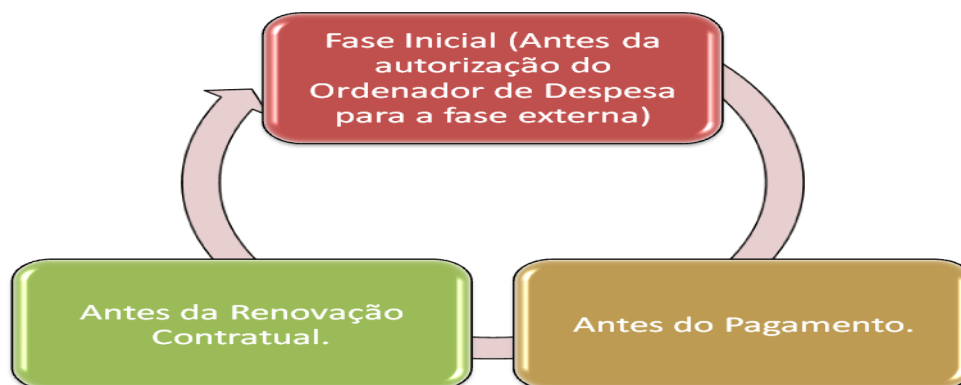 Fase Inicial (Antes da
autorização do
Ordenador de Despesa
para a fase externa)
Antes da Renovação
Contratual.
Antes do Pagamento.